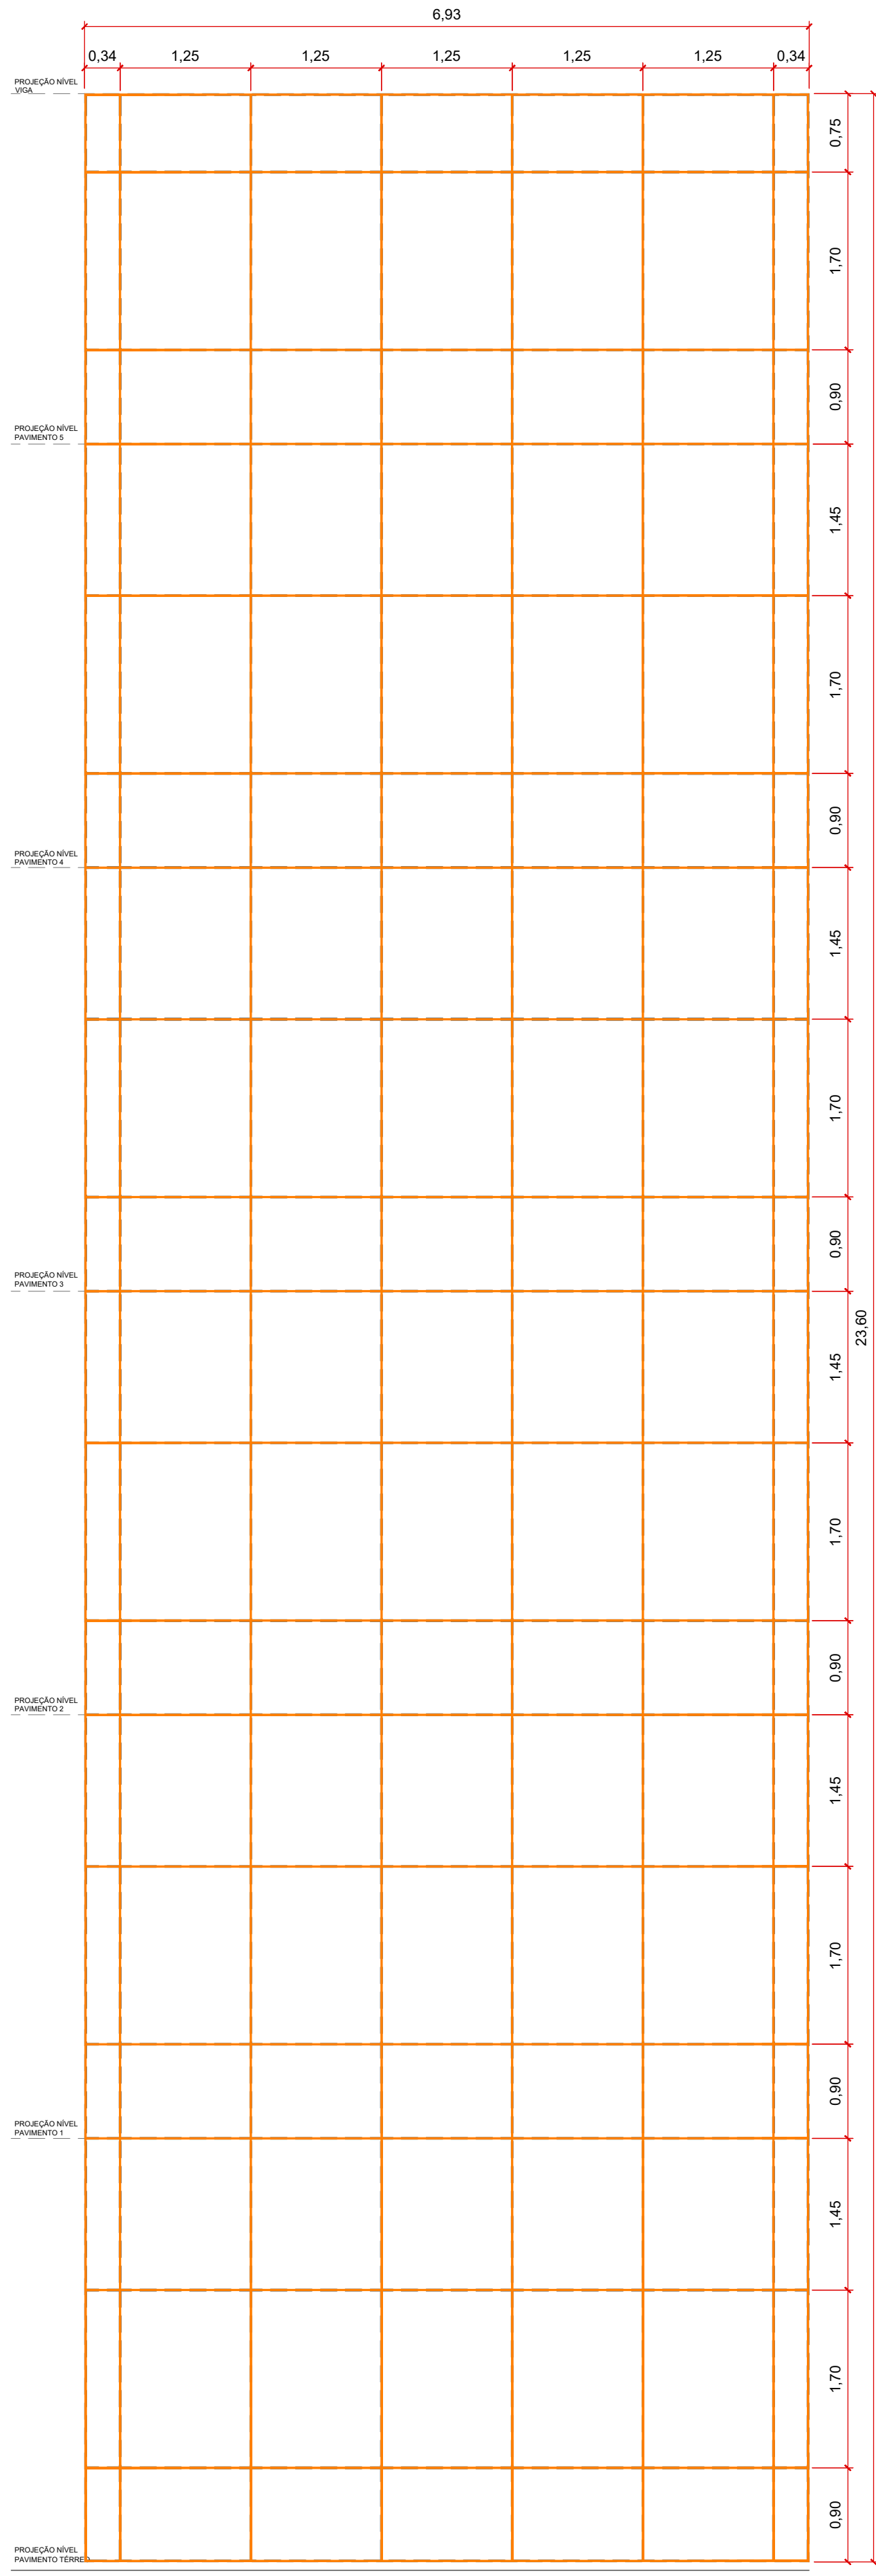 6,93
0,34 1,25 1,25 1,25 1,25 1,25 0,34
PROJEÇÃO NÍVEL
VIGA
0,75
1,70
0,90
PROJEÇÃO NÍVEL
PAVIMENTO 5
1,45
1,70
0,90
PROJEÇÃO NÍVEL
PAVIMENTO 4
1,45
1,70
0,90
PROJEÇÃO NÍVEL
PAVIMENTO 3
23,60
1,45
1,70
0,90
PROJEÇÃO NÍVEL
PAVIMENTO 2
1,45
1,70
0,90
PROJEÇÃO NÍVEL
PAVIMENTO 1
1,45
1,70
0,90
PROJEÇÃO NÍVEL
PAVIMENTO TÉRREO